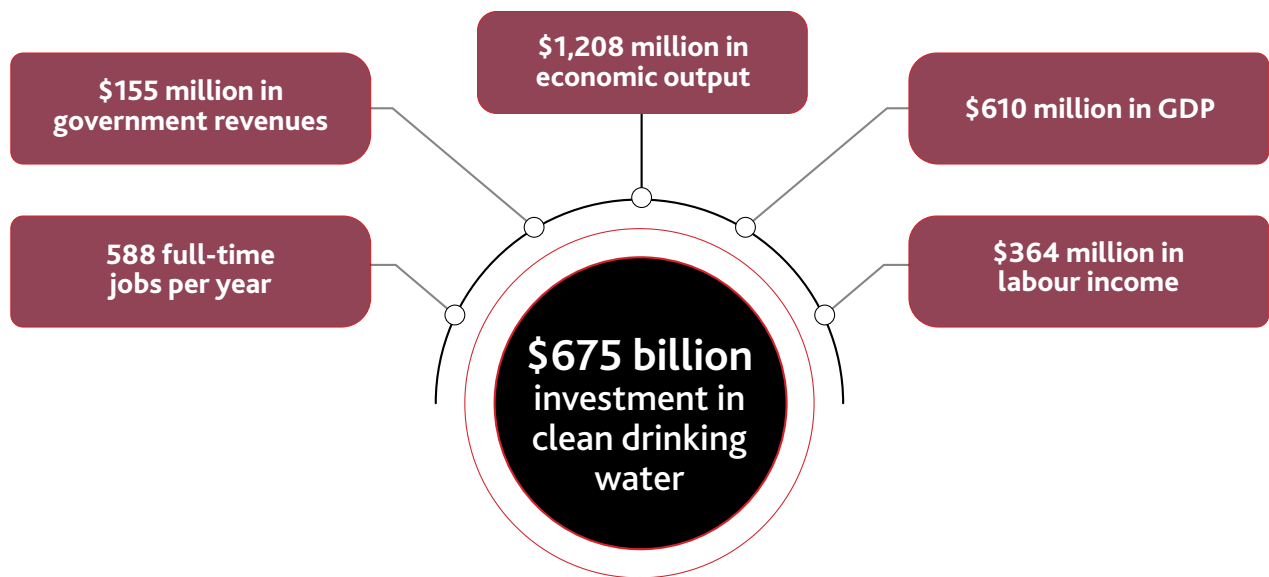 $1,208 million in
economic output
$155 million in
government revenues
$610 million in GDP
588 full-time
jobs per year
$364 million in
labour income
$675 billion
investment in
clean drinking
water